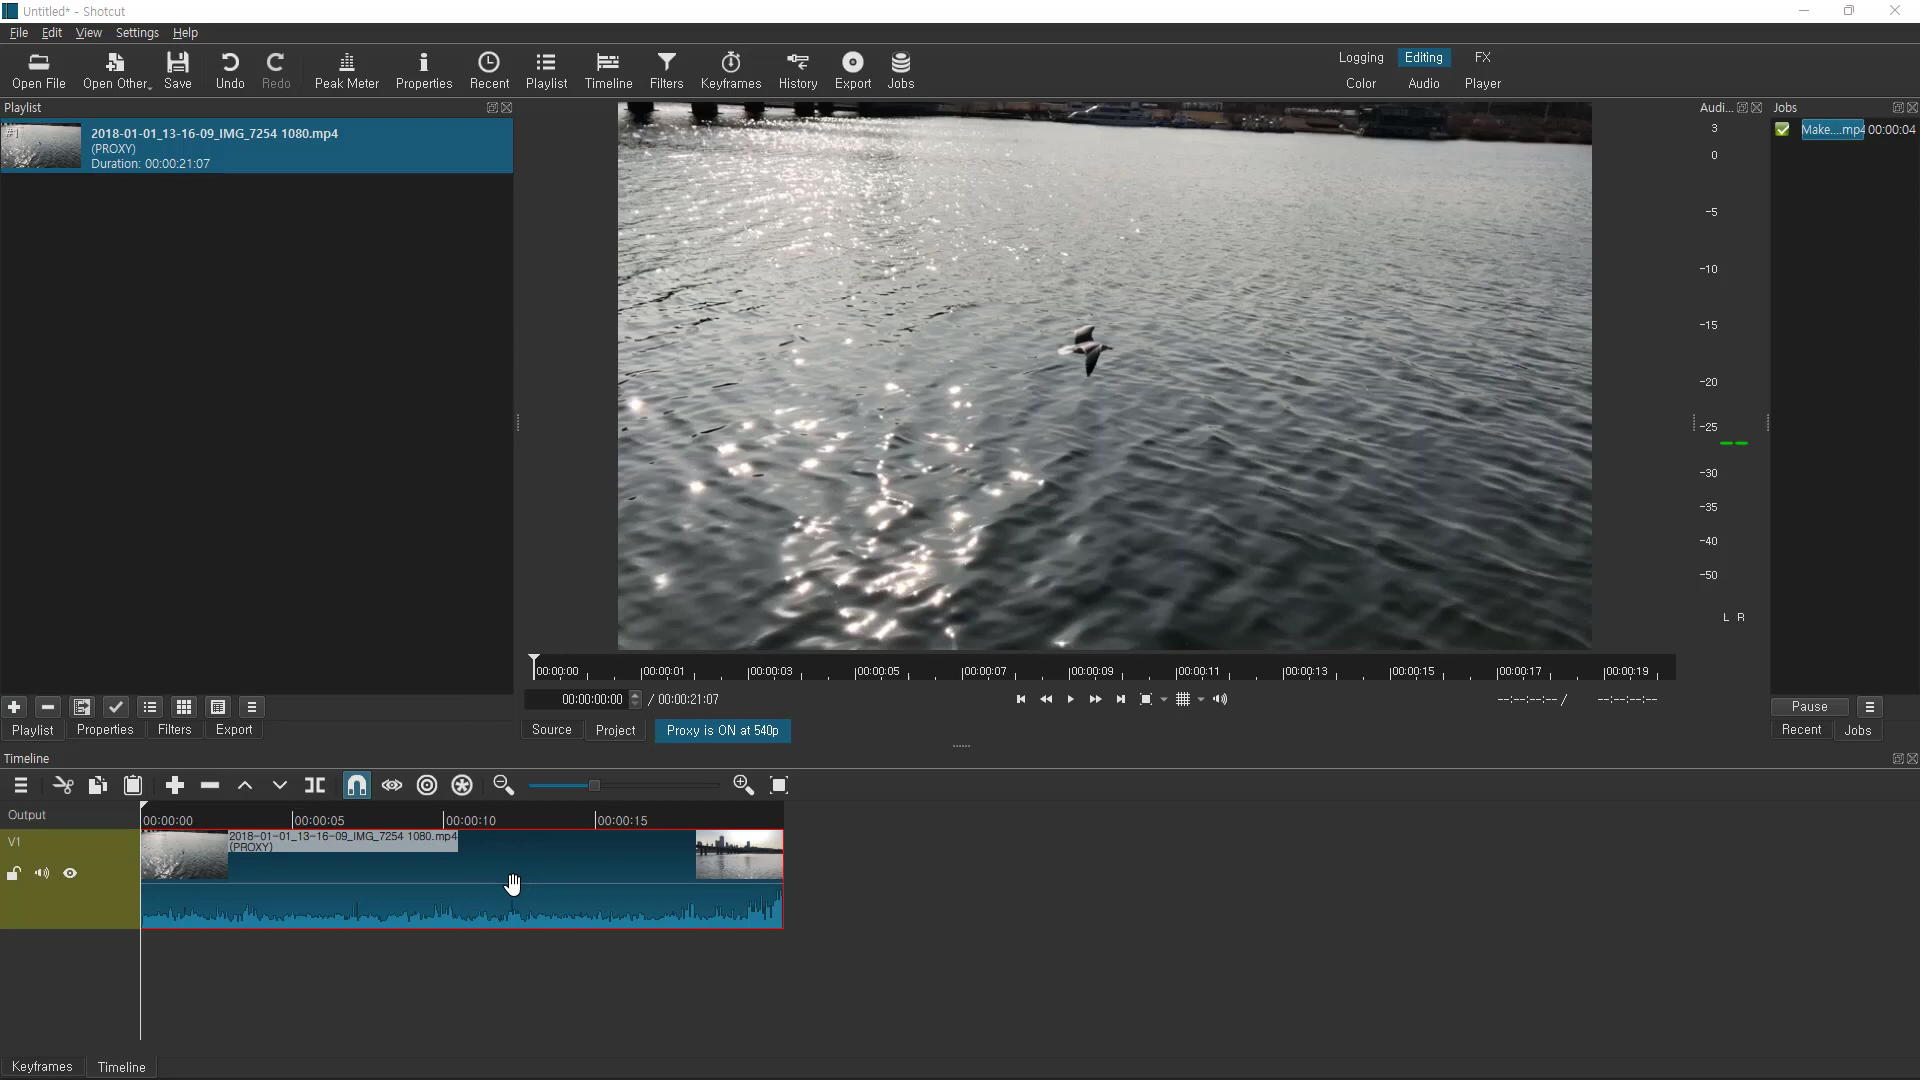 Untitled* - Shotcut
File Edit View Settings Help
Open File Open Other.. Save Undo Redo Peak Meter Properties Recent Playlist Timeline Filters Keyframes History Export Jobs
Logging Editing FX
Color Audio Player
Playlist
#1
2018-01-01_13-16-09_IMG_7254 1080.mp4
(PROXY)
Duration: 00:00:21:07
Audi...
3
0
-5
-10
-15
-20
-25
-30
-35
-40
-50
L R
Jobs
Make....mp4 00:00:04
00:00:00 00:00:01 00:00:03 00:00:05 00:00:07 00:00:09 00:00:11 00:00:13 00:00:15 00:00:17 00:00:19
00:00:00:00 / 00:00:21:07
--:--:--:-- / --:--:--:--
Pause
Playlist Properties Filters Export
Source Project Proxy is ON at 540p
Recent Jobs
Timeline
Output
00:00:00 00:00:05 00:00:10 00:00:15
V1
2018-01-01_13-16-09_IMG_7254 1080.mp4
(PROXY)
Keyframes Timeline